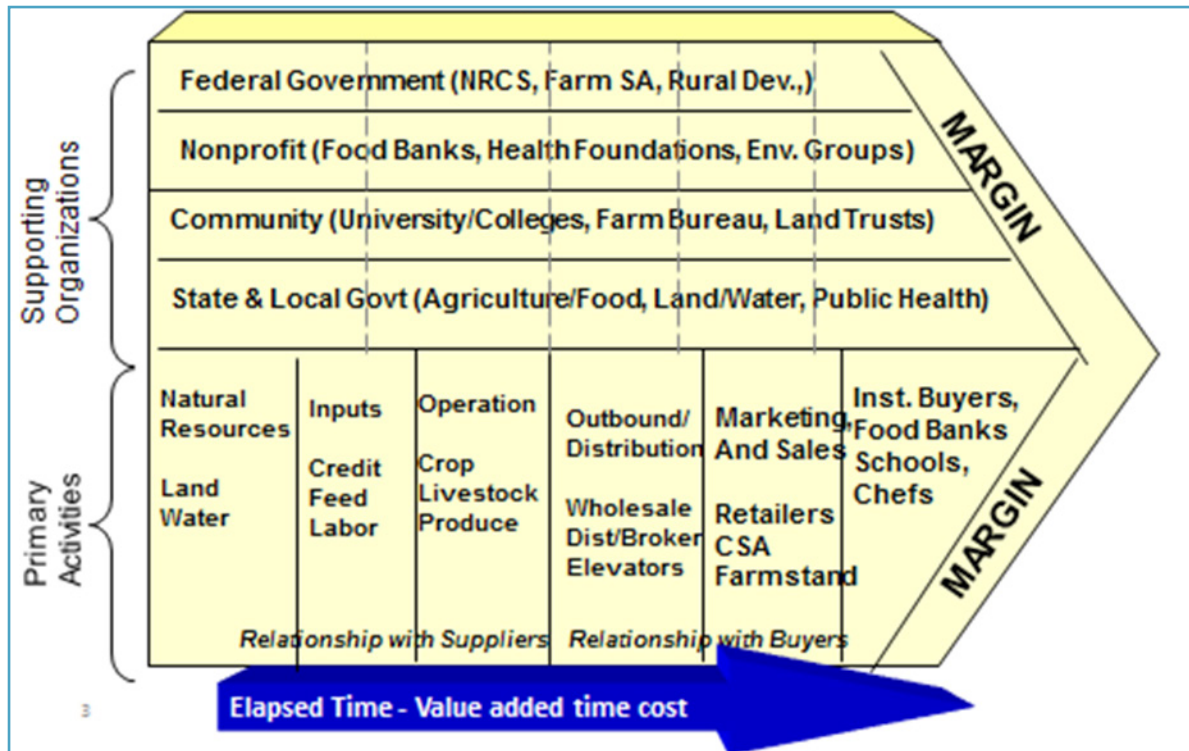 Supporting
Organizations
Federal Government (NRCS, Farm SA, Rural Dev.,)
Nonprofit (Food Banks, Health Foundations, Env. Groups)
Community (University/Colleges, Farm Bureau, Land Trusts)
State & Local Govt (Agriculture/Food, Land/Water, Public Health)
MARGIN
Primary
Activities
Natural
Resources
Land
Water
Inputs
Credit
Feed
Labor
Operation
Crop
Livestock
Produce
Outbound/
Distribution
Wholesale
Dist/Broker
Elevators
Marketing,
And Sales
Retailers
CSA
Farmstand
Inst. Buyers,
Food Banks
Schools,
Chefs
MARGIN
Relationship with Suppliers
Relationship with Buyers
Elapsed Time - Value added time cost